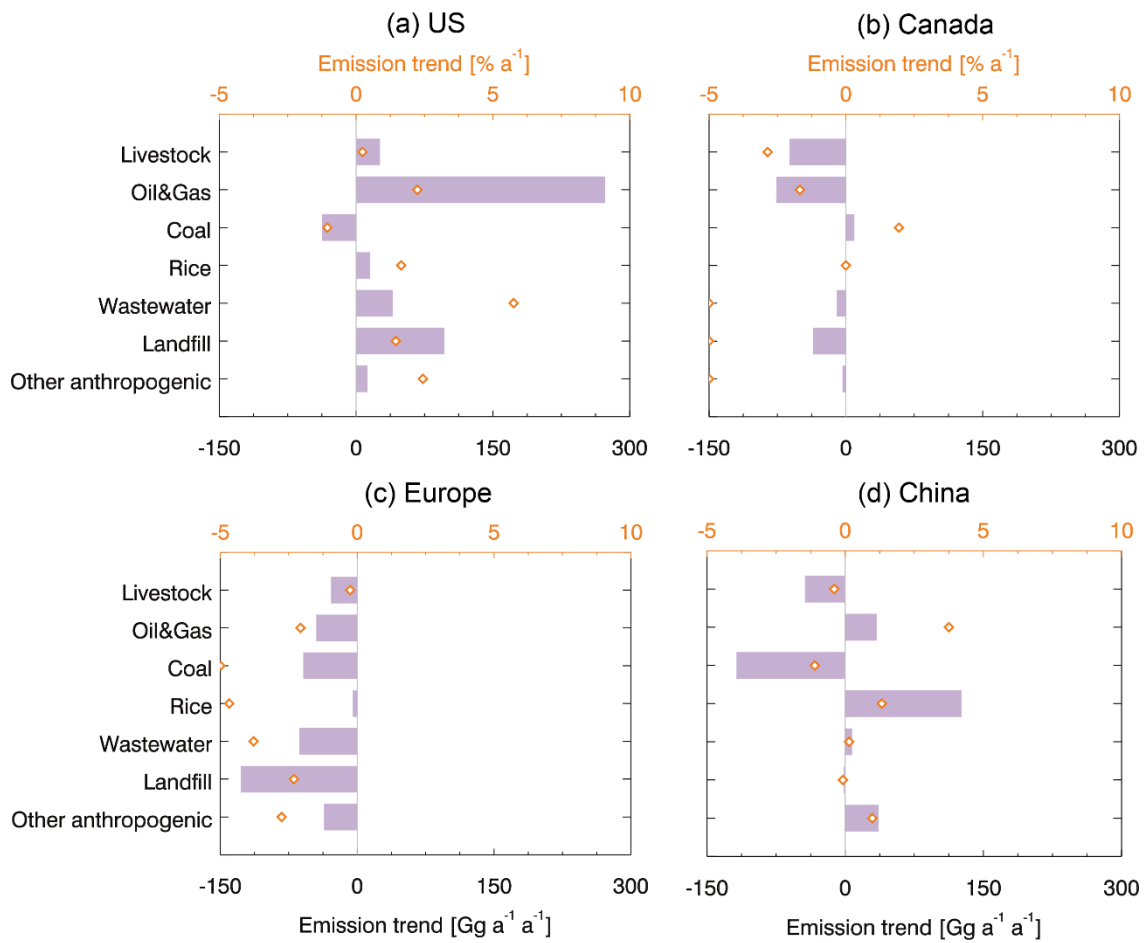 (a) US
(b) Canada
Emission trend [% a⁻¹]
Emission trend [% a⁻¹]
-5 0 5 10
-5 0 5 10
Livestock
Oil&Gas
Coal
Rice
Wastewater
Landfill
Other anthropogenic
-150 0 150 300
-150 0 150 300
(c) Europe
(d) China
-5 0 5 10
-5 0 5 10
Livestock
Oil&Gas
Coal
Rice
Wastewater
Landfill
Other anthropogenic
-150 0 150 300
-150 0 150 300
Emission trend [Gg a⁻¹ a⁻¹]
Emission trend [Gg a⁻¹ a⁻¹]